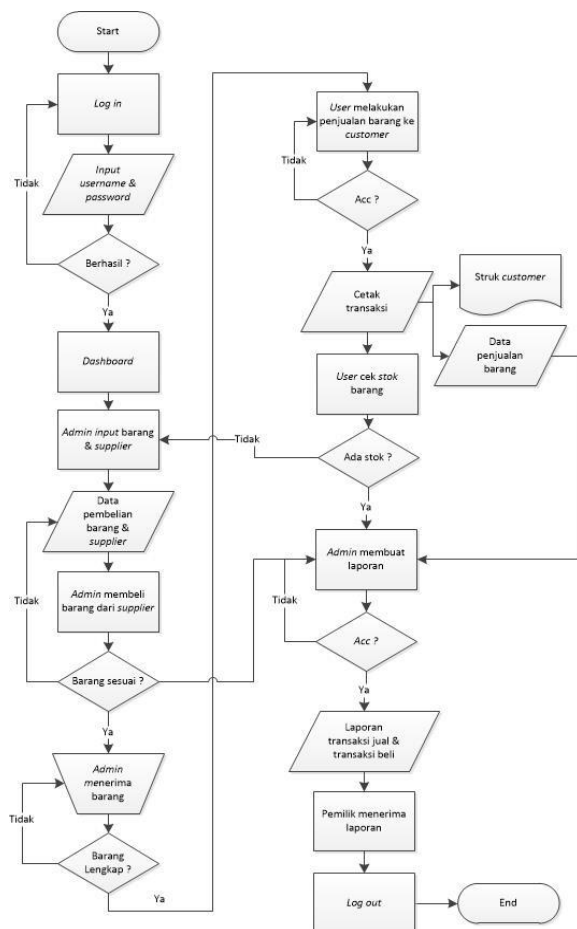 Start
Log in
Input
username &
password
Tidak
Berhasil ?
Ya
Dashboard
Admin input barang
& supplier
Data
pembelian
barang &
supplier
Tidak
Admin membeli
barang dari supplier
Barang sesuai ?
Ya
Admin
menerima
barang
Tidak
Barang
Lengkap ?
Ya
User melakukan
penjualan barang ke
customer
Tidak
Acc ?
Ya
Cetak
transaksi
Struk customer
Data
penjualan
barang
User cek stok
barang
Tidak
Ada stok ?
Ya
Admin membuat
laporan
Tidak
Acc ?
Ya
Laporan
transaksi jual &
transaksi beli
Pemilik menerima
laporan
Log out
End